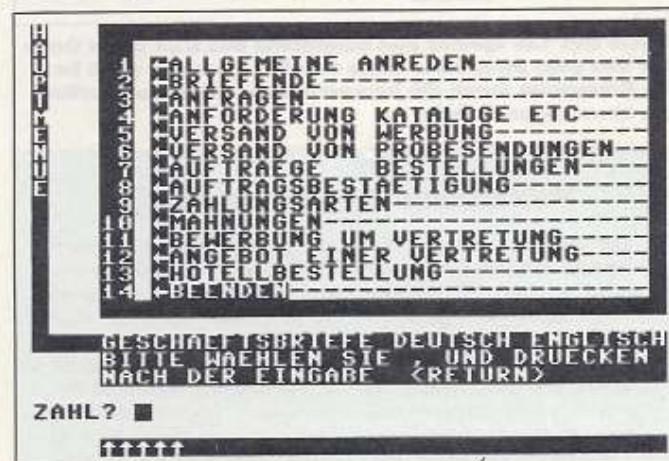 HAUPTMENUE
1 ←ALLGEMEINE ANREDEN-----------
2 ←BRIEFENDE--------------------
3 ←ANFRAGEN---------------------
4 ←ANFORDERUNG KATALOGE ETC-----
5 ←VERSAND VON WERBUNG----------
6 ←VERSAND VON PROBESENDUNGEN---
7 ←AUFTRAEGE   BESTELLUNGEN-----
8 ←AUFTRAGSBESTAETIGUNG---------
9 ←ZAHLUNGSARTEN----------------
10 ←MAHNUNGEN--------------------
11 ←BEWERBUNG UM VERTRETUNG------
12 ←ANGEBOT EINER VERTRETUNG-----
13 ←HOTELLBESTELLUNG-------------
14 ←BEENDEN----------------------
GESCHAEFTSBRIEFE DEUTSCH ENGLISCH
BITTE WAEHLEN SIE , UND DRUECKEN
NACH DER EINGABE <RETURN>
ZAHL?
↑↑↑↑↑